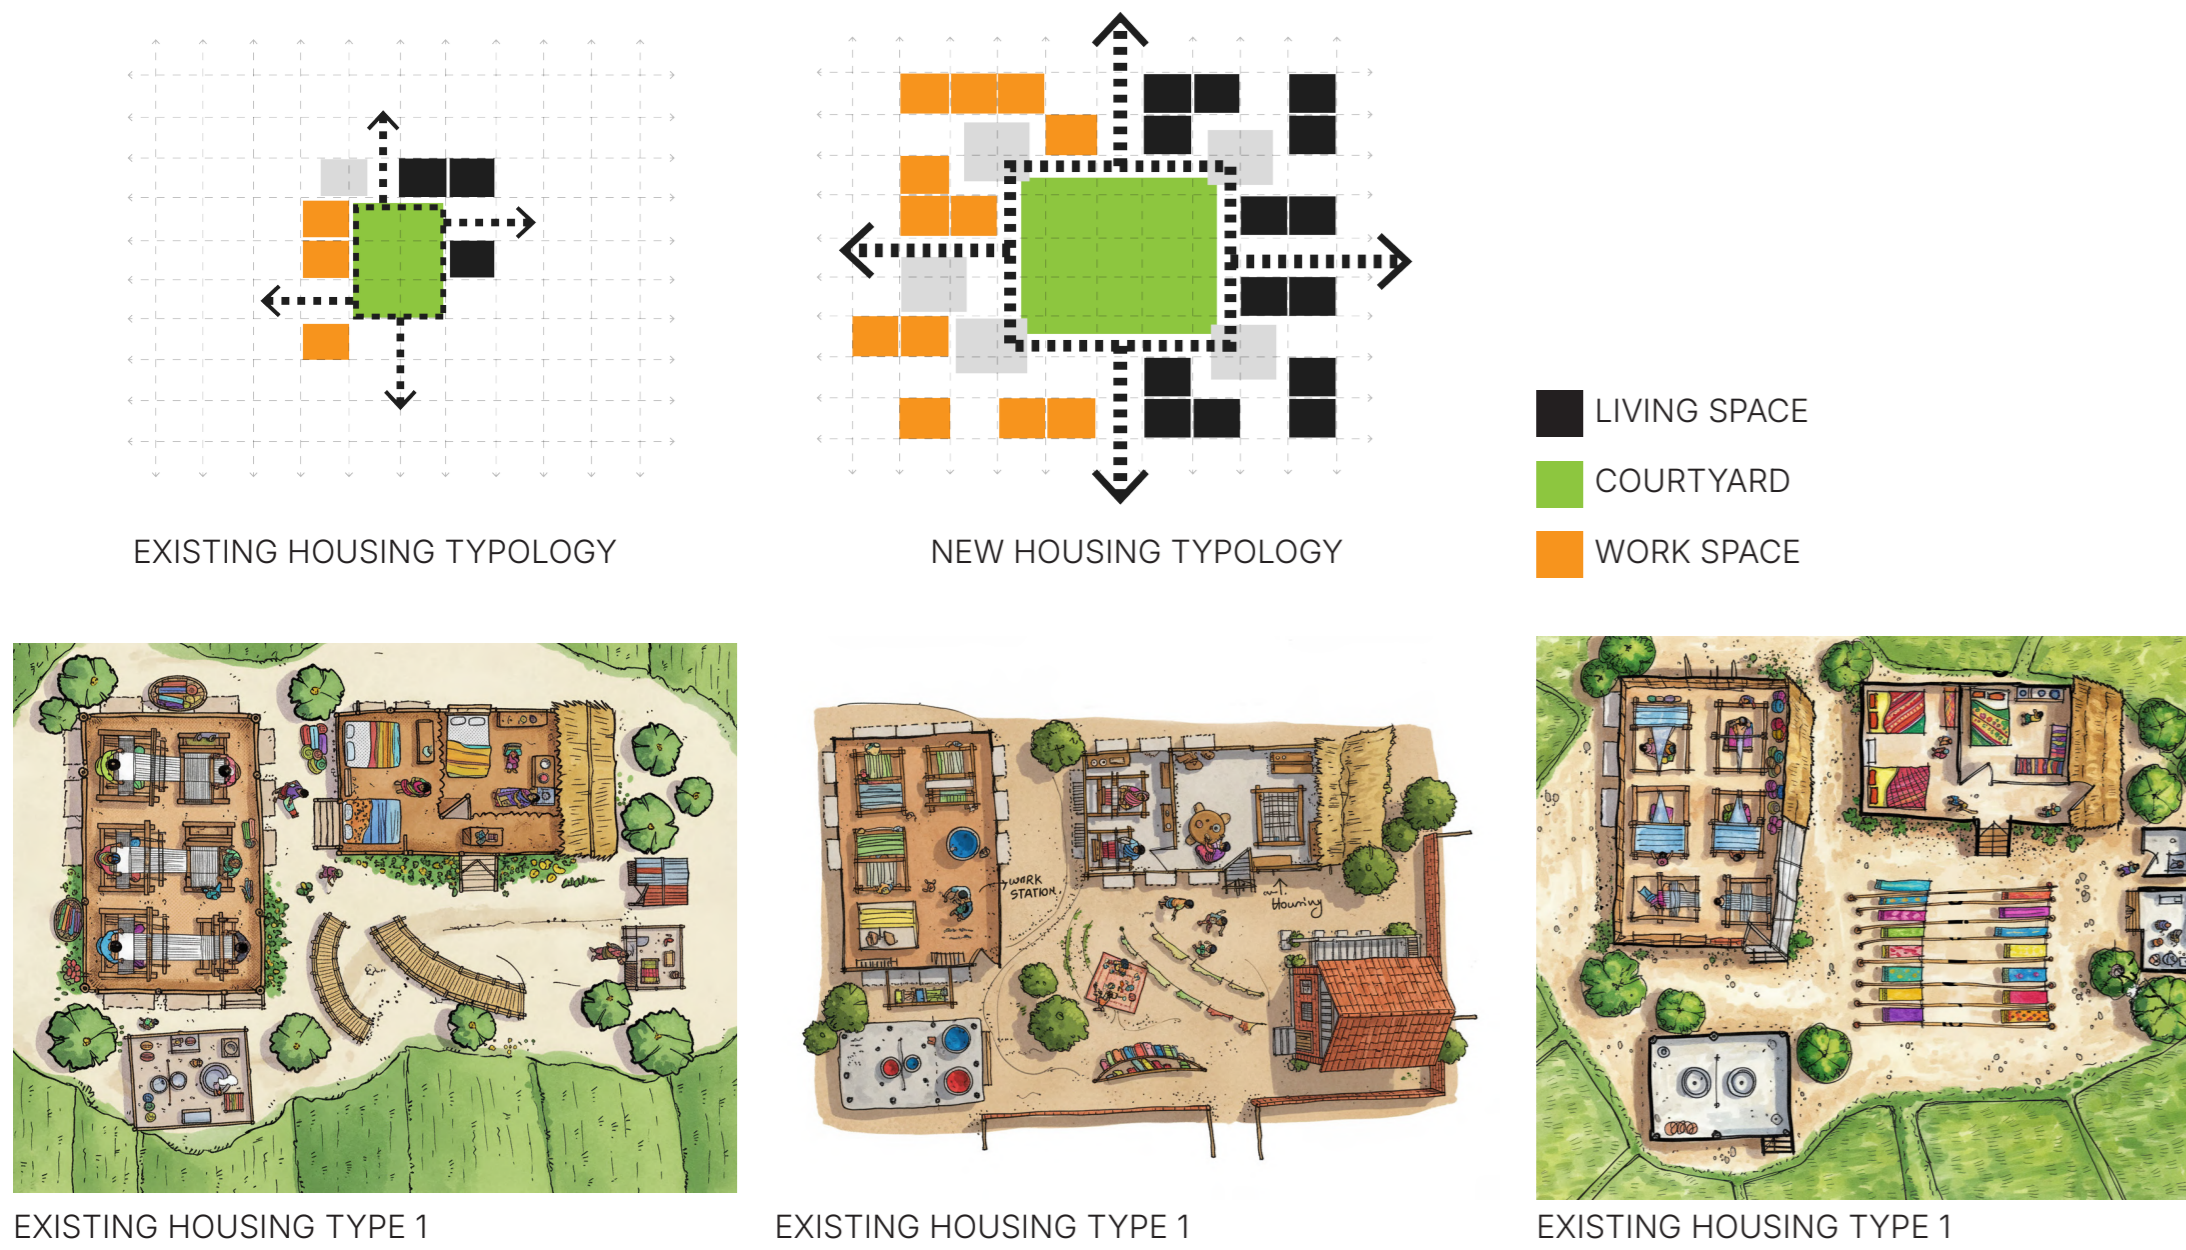 EXISTING HOUSING TYPOLOGY
NEW HOUSING TYPOLOGY
LIVING SPACE
COURTYARD
WORK SPACE
WORK
STATION
Housing
EXISTING HOUSING TYPE 1
EXISTING HOUSING TYPE 1
EXISTING HOUSING TYPE 1